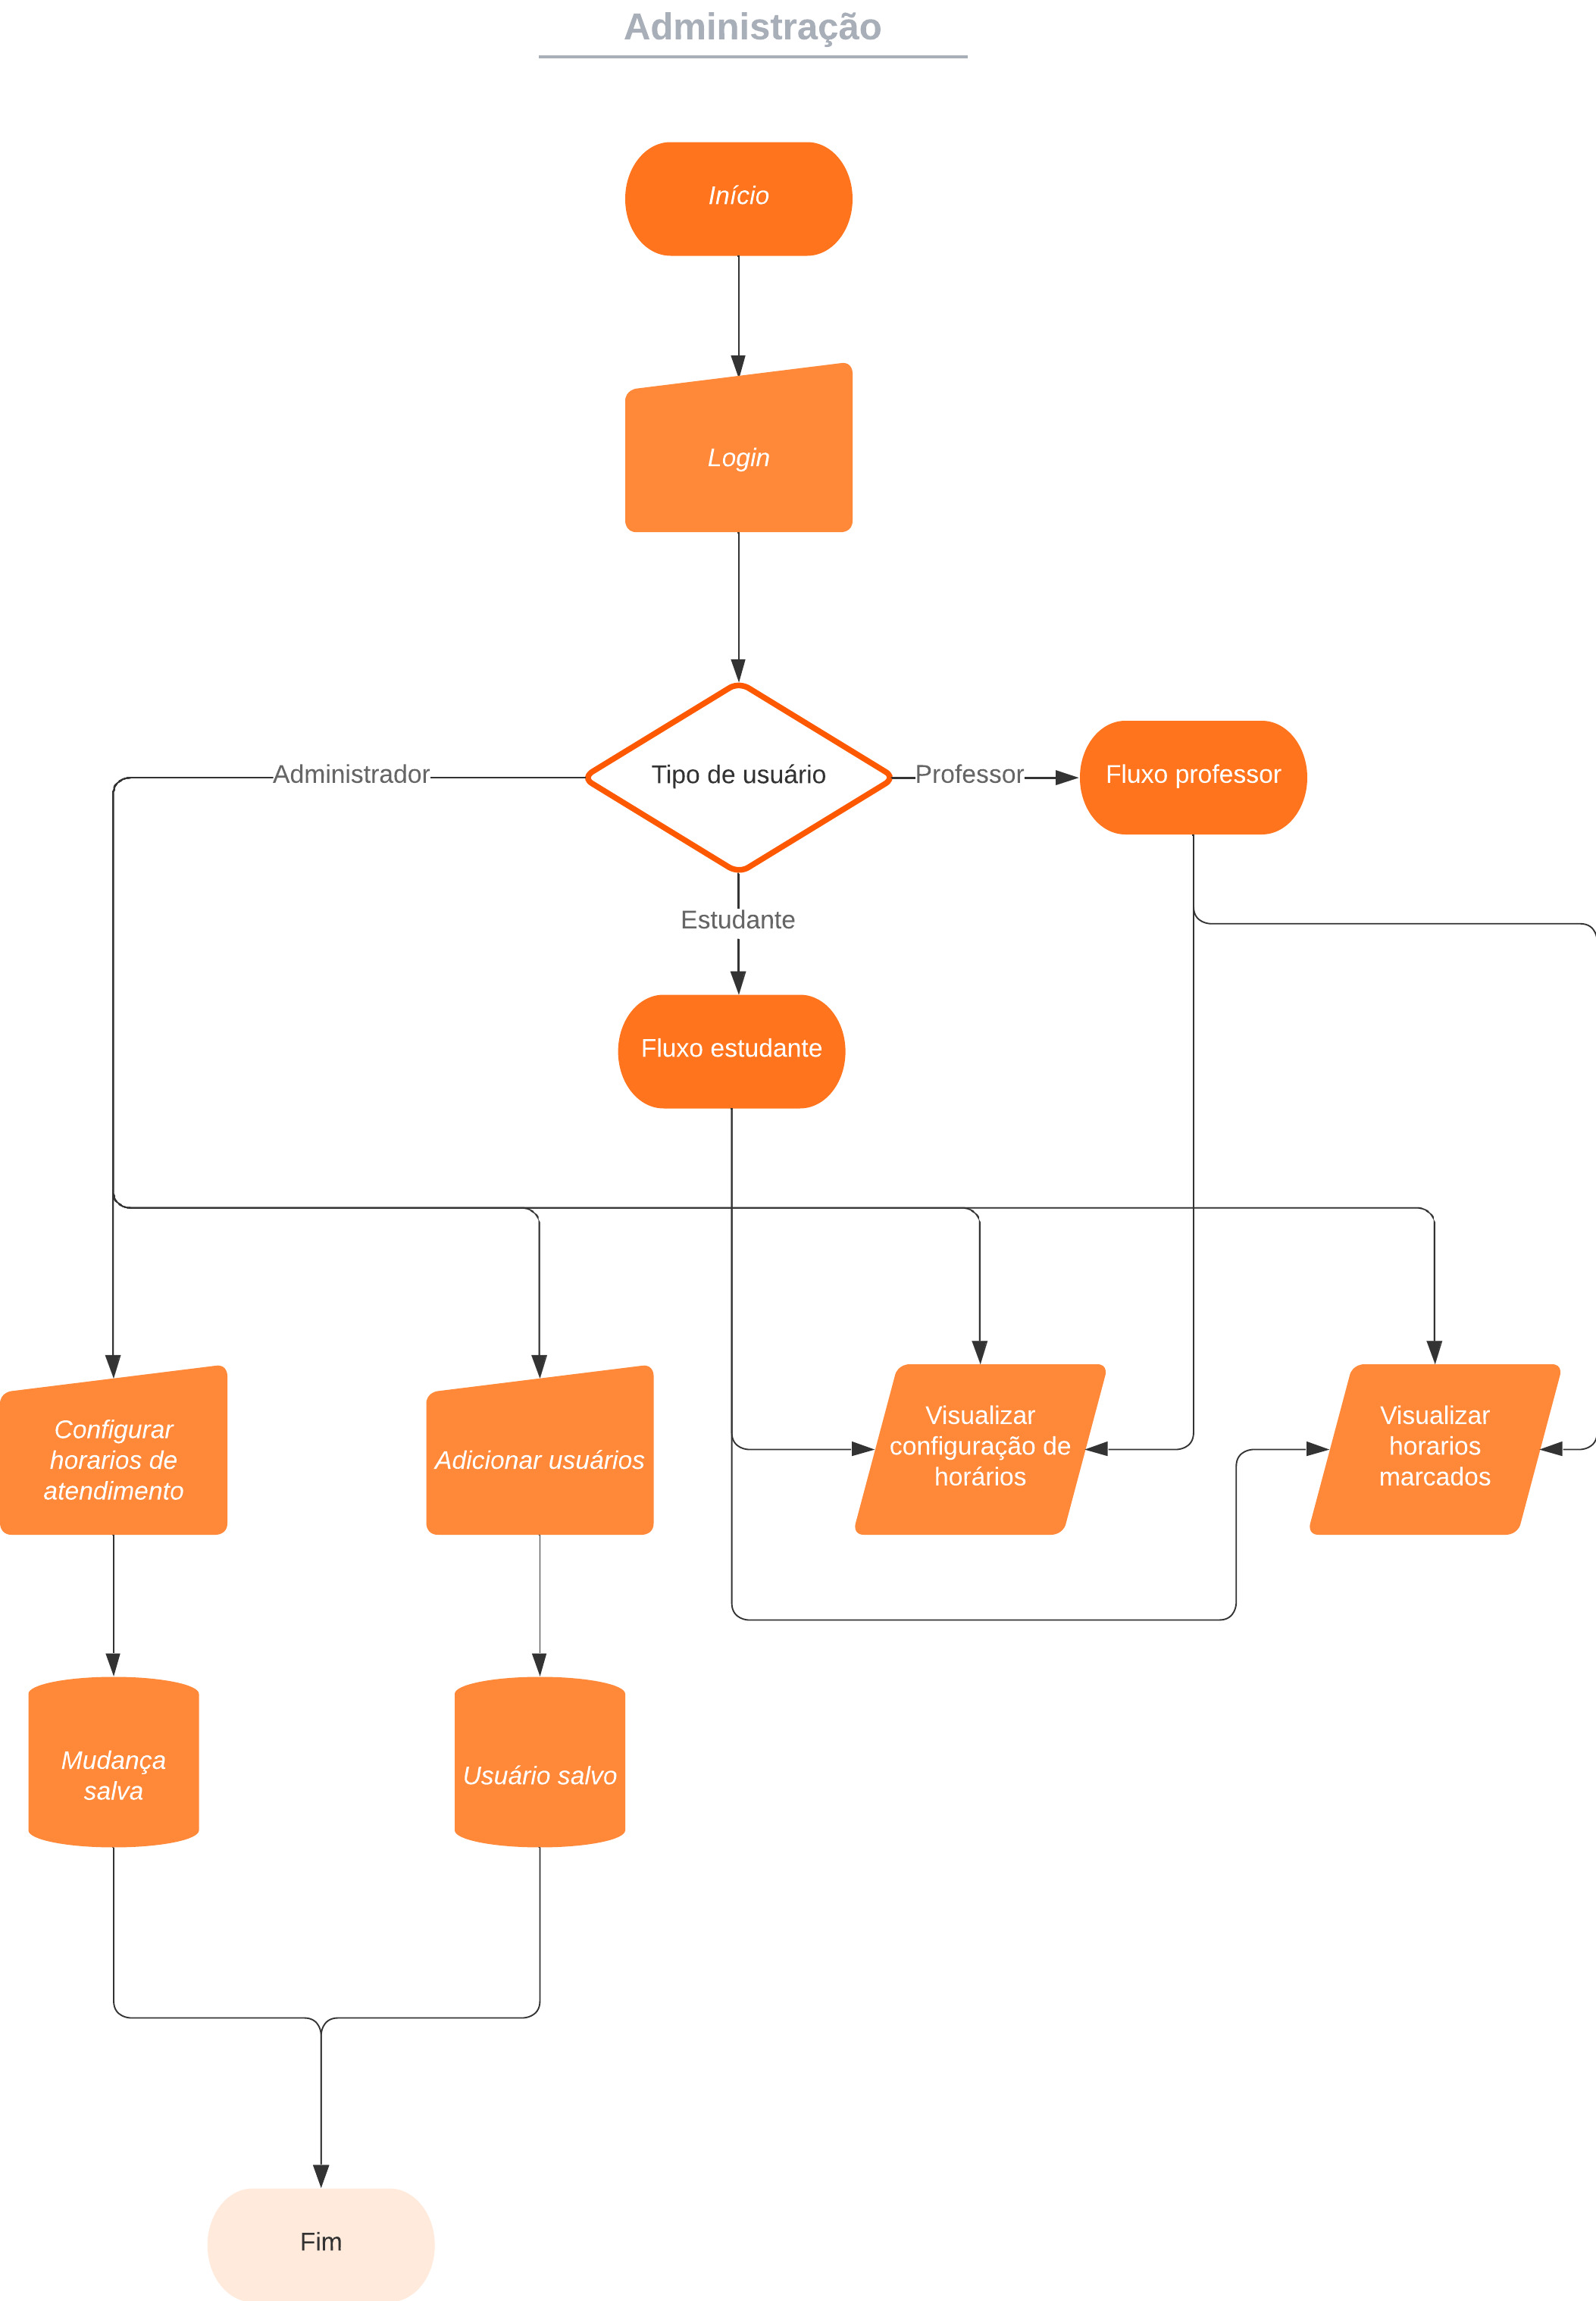 Administração
Início
Login
Administrador
Tipo de usuário
Professor
Fluxo professor
Estudante
Fluxo estudante
Configurar
horarios de
atendimento
Adicionar usuários
Visualizar
configuração de
horários
Visualizar
horarios
marcados
Mudança
salva
Usuário salvo
Fim